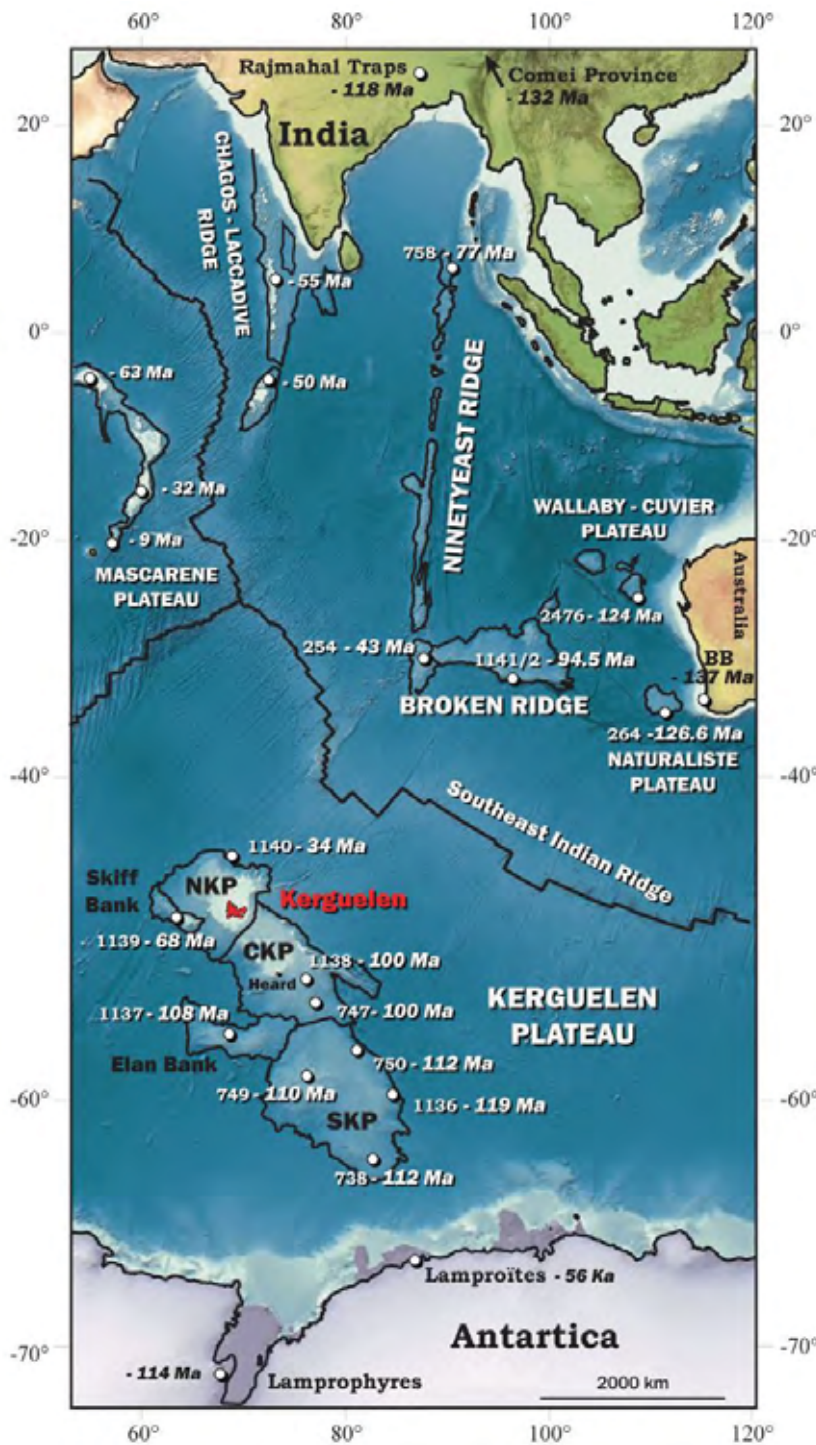 60° 80° 100° 120°
Rajmahal Traps
- 118 Ma
Comei Province
- 132 Ma
20° 20°
India
CHAGOS - LACCADIVE
RIDGE
758 - 77 Ma
- 55 Ma
0° 0°
- 63 Ma
- 50 Ma
NINETYEAST RIDGE
- 32 Ma
WALLABY - CUVIER
PLATEAU
-20° -20°
- 9 Ma
MASCARENE
PLATEAU
Australia
2476 - 124 Ma
254 - 43 Ma
1141/2 - 94.5 Ma
BB
- 137 Ma
BROKEN RIDGE
264 -126.6 Ma
NATURALISTE
PLATEAU
-40° -40°
Southeast Indian Ridge
1140 - 34 Ma
Skiff
Bank
NKP
Kerguelen
1139 - 68 Ma
CKP
1138 - 100 Ma
Heard
KERGUELEN
PLATEAU
1137- 108 Ma
747- 100 Ma
Elan Bank
750 - 112 Ma
749 - 110 Ma
1136 - 119 Ma
-60° -60°
SKP
738 - 112 Ma
Lamproïtes - 56 Ka
Antartica
-70° -70°
- 114 Ma
Lamprophyres
2000 km
60° 80° 100° 120°